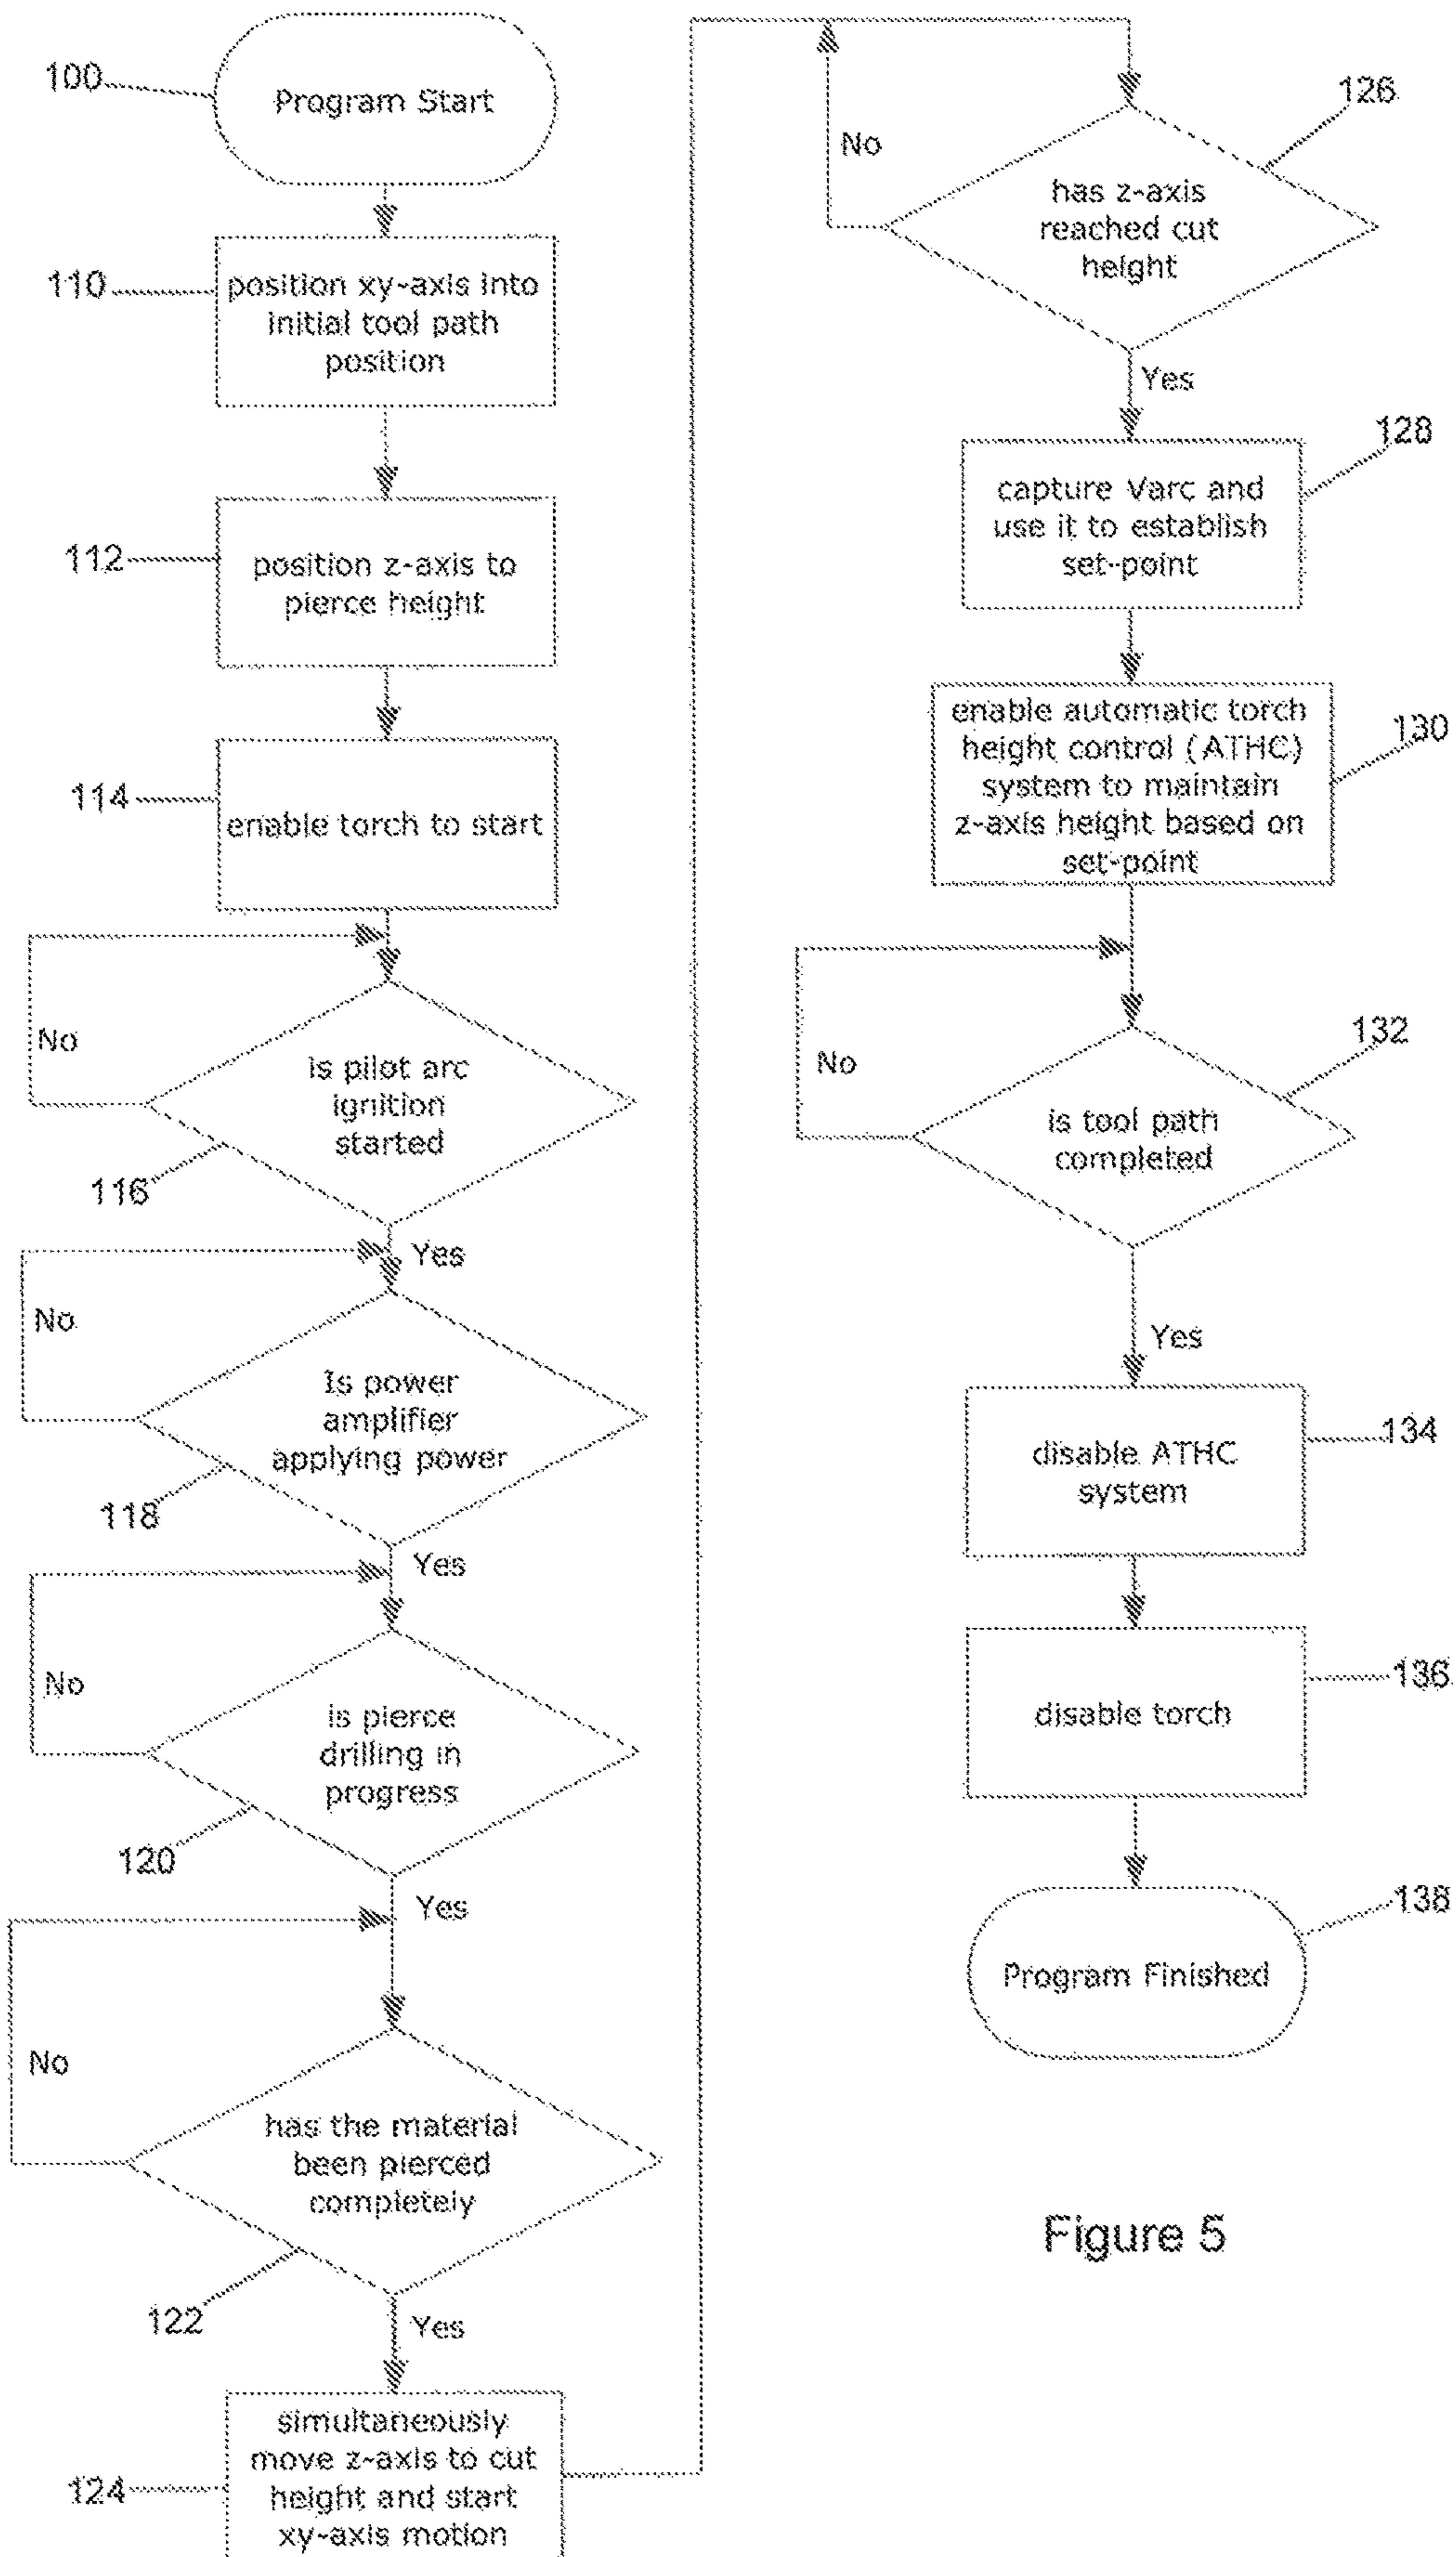 100
Program Start
110
position xy-axis into
initial tool path
position
112
position z-axis to
pierce height
114
enable torch to start
No
is pilot arc
ignition
started
116
Yes
No
Is power
amplifier
applying power
118
Yes
No
is pierce
drilling in
progress
120
Yes
No
has the material
been pierced
completely
122
Yes
124
simultaneously
move z-axis to cut
height and start
xy-axis motion
No
126
has z-axis
reached cut
height
Yes
128
capture Varc and
use it to establish
set-point
130
enable automatic torch
height control (ATHC)
system to maintain
z-axis height based on
set-point
No
132
is tool path
completed
Yes
134
disable ATHC
system
136
disable torch
138
Program Finished
Figure 5